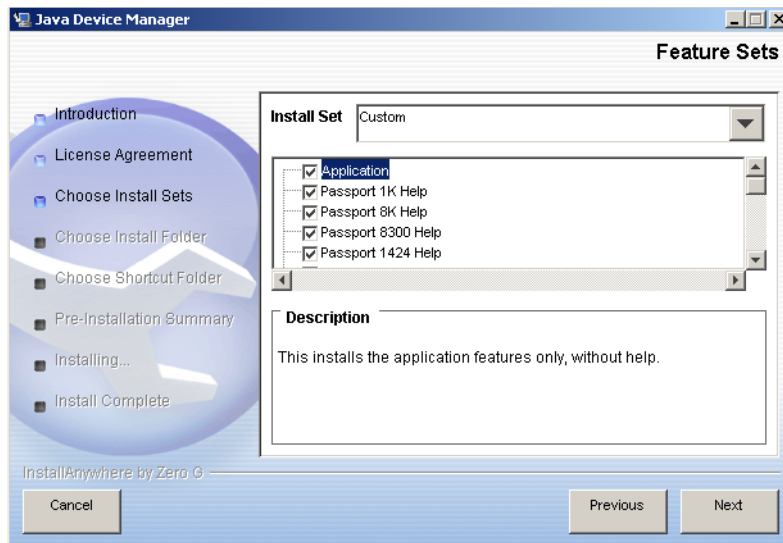 Java Device Manager
Feature Sets
Introduction
License Agreement
Choose Install Sets
Choose Install Folder
Choose Shortcut Folder
Pre-Installation Summary
Installing...
Install Complete
Install Set
Custom
Application
Passport 1K Help
Passport 8K Help
Passport 8300 Help
Passport 1424 Help
Description
This installs the application features only, without help.
InstallAnywhere by Zero G
Cancel
Previous
Next